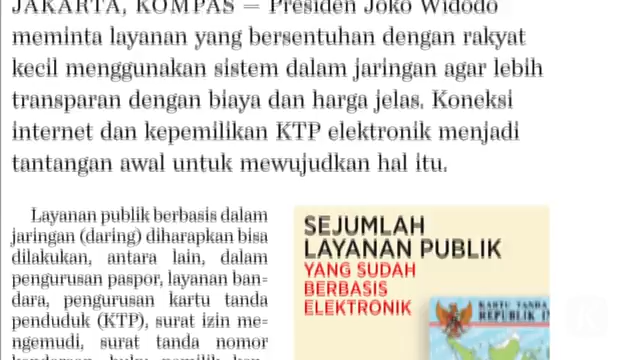 JAKARTA, KOMPAS — Presiden Joko Widodo
meminta layanan yang bersentuhan dengan rakyat
kecil menggunakan sistem dalam jaringan agar lebih
transparan dengan biaya dan harga jelas. Koneksi
internet dan kepemilikan KTP elektronik menjadi
tantangan awal untuk mewujudkan hal itu.
Layanan publik berbasis dalam
jaringan (daring) diharapkan bisa
dilakukan, antara lain, dalam
pengurusan paspor, layanan ban-
dara, pengurusan kartu tanda
penduduk (KTP), surat izin me-
ngemudi, surat tanda nomor
SEJUMLAH
LAYANAN PUBLIK
YANG SUDAH
BERBASIS
ELEKTRONIK
KARTU TANDA
REPUBLIK